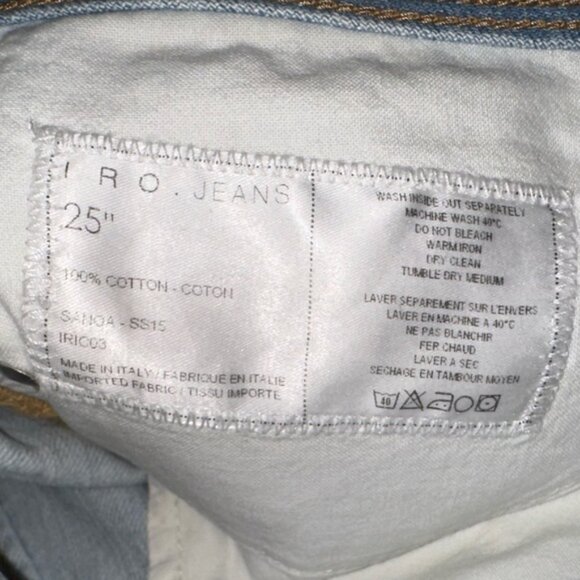 IRO.JEANS
25"
100% COTTON - COTON
SANOA - SS15
IRIC03
MADE IN ITALY / FABRIQUE EN ITALIE
IMPORTED FABRIC / TISSU IMPORTE
WASH INSIDE OUT SEPARATELY
MACHINE WASH 40°C
DO NOT BLEACH
WARM IRON
DRY CLEAN
TUMBLE DRY MEDIUM
LAVER SEPAREMENT SUR L'ENVERS
LAVER EN MACHINE A 40°C
NE PAS BLANCHIR
FER CHAUD
LAVER A SEC
SECHAGE EN TAMBOUR MOYEN
40